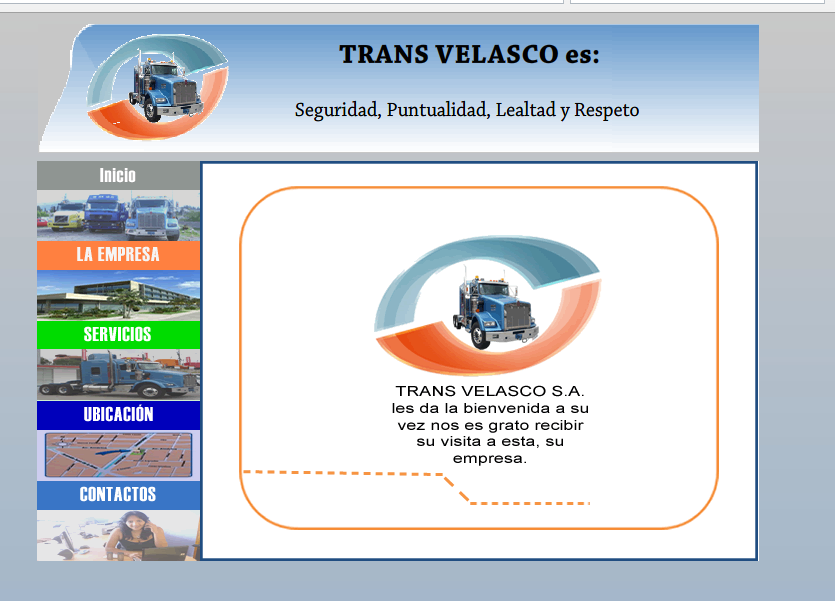 TRANS VELASCO es:
Seguridad, Puntualidad, Lealtad y Respeto
Inicio
LA EMPRESA
SERVICIOS
UBICACIÓN
CONTACTOS
TRANS VELASCO S.A.
les da la bienvenida a su
vez nos es grato recibir
su visita a esta, su
empresa.